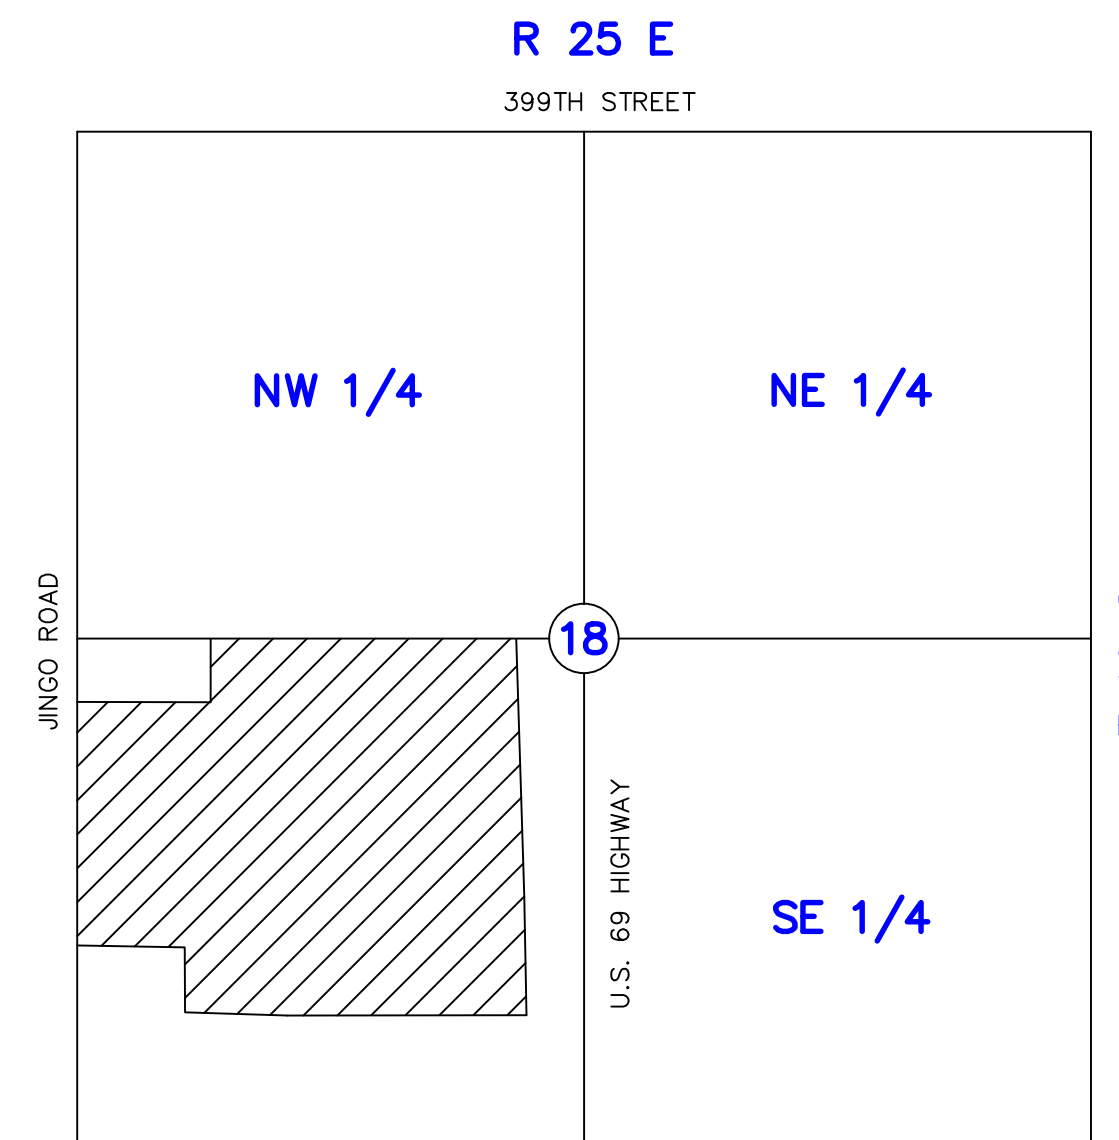 R 25 E
399TH STREET
NW 1/4
NE 1/4
JINGO ROAD
18
U.S. 69 HIGHWAY
SE 1/4